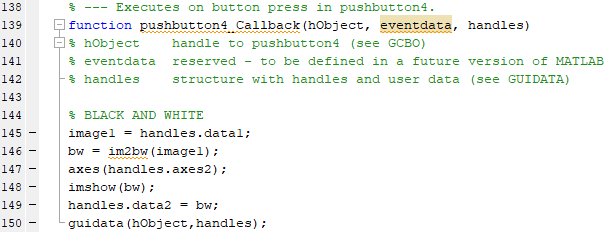 138 % --- Executes on button press in pushbutton4.
139 function pushbutton4_Callback(hObject, eventdata, handles)
140 % hObject    handle to pushbutton4 (see GCBO)
141 % eventdata  reserved - to be defined in a future version of MATLAB
142 % handles    structure with handles and user data (see GUIDATA)
143
144 % BLACK AND WHITE
145 – image1 = handles.data1;
146 – bw = im2bw(image1);
147 – axes(handles.axes2);
148 – imshow(bw);
149 – handles.data2 = bw;
150 – guidata(hObject,handles);